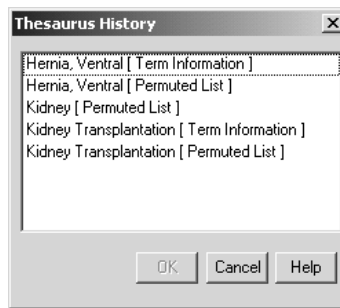 Thesaurus History
Hernia, Ventral [ Term Information ]
Hernia, Ventral [ Permuted List ]
Kidney [ Permuted List ]
Kidney Transplantation [ Term Information ]
Kidney Transplantation [ Permuted List ]
OK Cancel Help